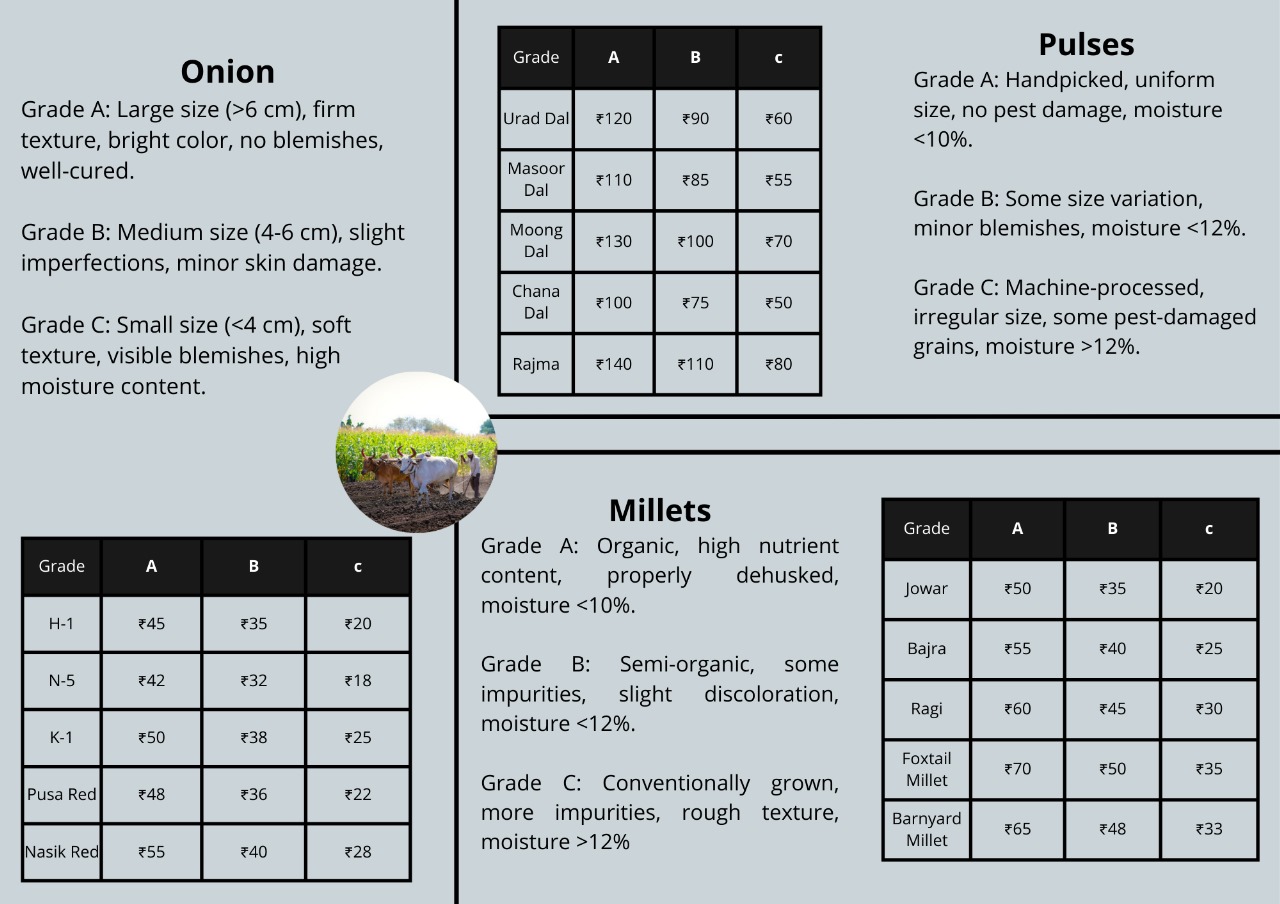 Onion
Grade A: Large size (>6 cm), firm
texture, bright color, no blemishes,
well-cured.
Grade B: Medium size (4-6 cm), slight
imperfections, minor skin damage.
Grade C: Small size (<4 cm), soft
texture, visible blemishes, high
moisture content.
Grade A B c
H-1 ₹45 ₹35 ₹20
N-5 ₹42 ₹32 ₹18
K-1 ₹50 ₹38 ₹25
Pusa Red ₹48 ₹36 ₹22
Nasik Red ₹55 ₹40 ₹28
Grade A B c
Urad Dal ₹120 ₹90 ₹60
Masoor
Dal ₹110 ₹85 ₹55
Moong
Dal ₹130 ₹100 ₹70
Chana
Dal ₹100 ₹75 ₹50
Rajma ₹140 ₹110 ₹80
Pulses
Grade A: Handpicked, uniform
size, no pest damage, moisture
<10%.
Grade B: Some size variation,
minor blemishes, moisture <12%.
Grade C: Machine-processed,
irregular size, some pest-damaged
grains, moisture >12%.
Millets
Grade A: Organic, high nutrient
content, properly dehusked,
moisture <10%.
Grade B: Semi-organic, some
impurities, slight discoloration,
moisture <12%.
Grade C: Conventionally grown,
more impurities, rough texture,
moisture >12%
Grade A B c
Jowar ₹50 ₹35 ₹20
Bajra ₹55 ₹40 ₹25
Ragi ₹60 ₹45 ₹30
Foxtail
Millet ₹70 ₹50 ₹35
Barnyard
Millet ₹65 ₹48 ₹33